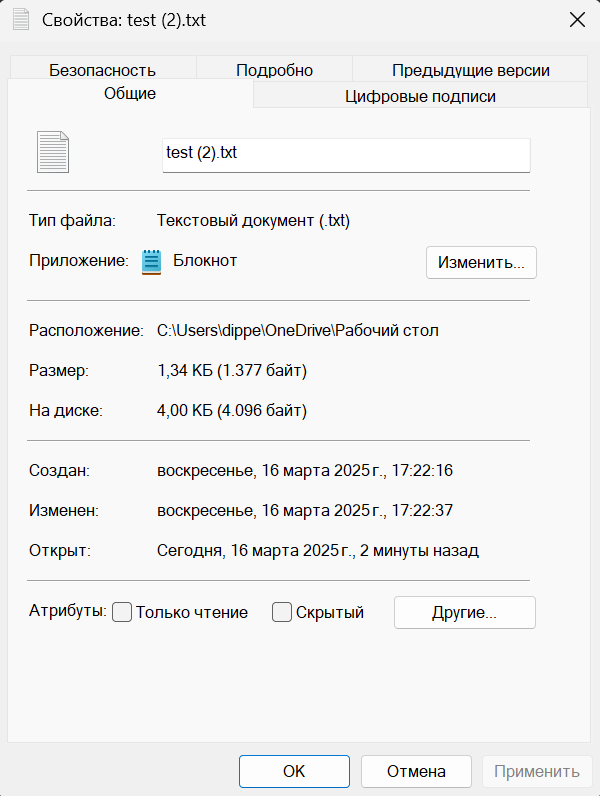 Свойства: test (2).txt
Безопасность Подробно Предыдущие версии
Общие Цифровые подписи
test (2).txt
Тип файла: Текстовый документ (.txt)
Приложение: Блокнот Изменить...
Расположение: C:\Users\dippe\OneDrive\Рабочий стол
Размер: 1,34 КБ (1.377 байт)
На диске: 4,00 КБ (4.096 байт)
Создан: воскресенье, 16 марта 2025 г., 17:22:16
Изменен: воскресенье, 16 марта 2025 г., 17:22:37
Открыт: Сегодня, 16 марта 2025 г., 2 минуты назад
Атрибуты: Только чтение Скрытый Другие...
OK Отмена Применить